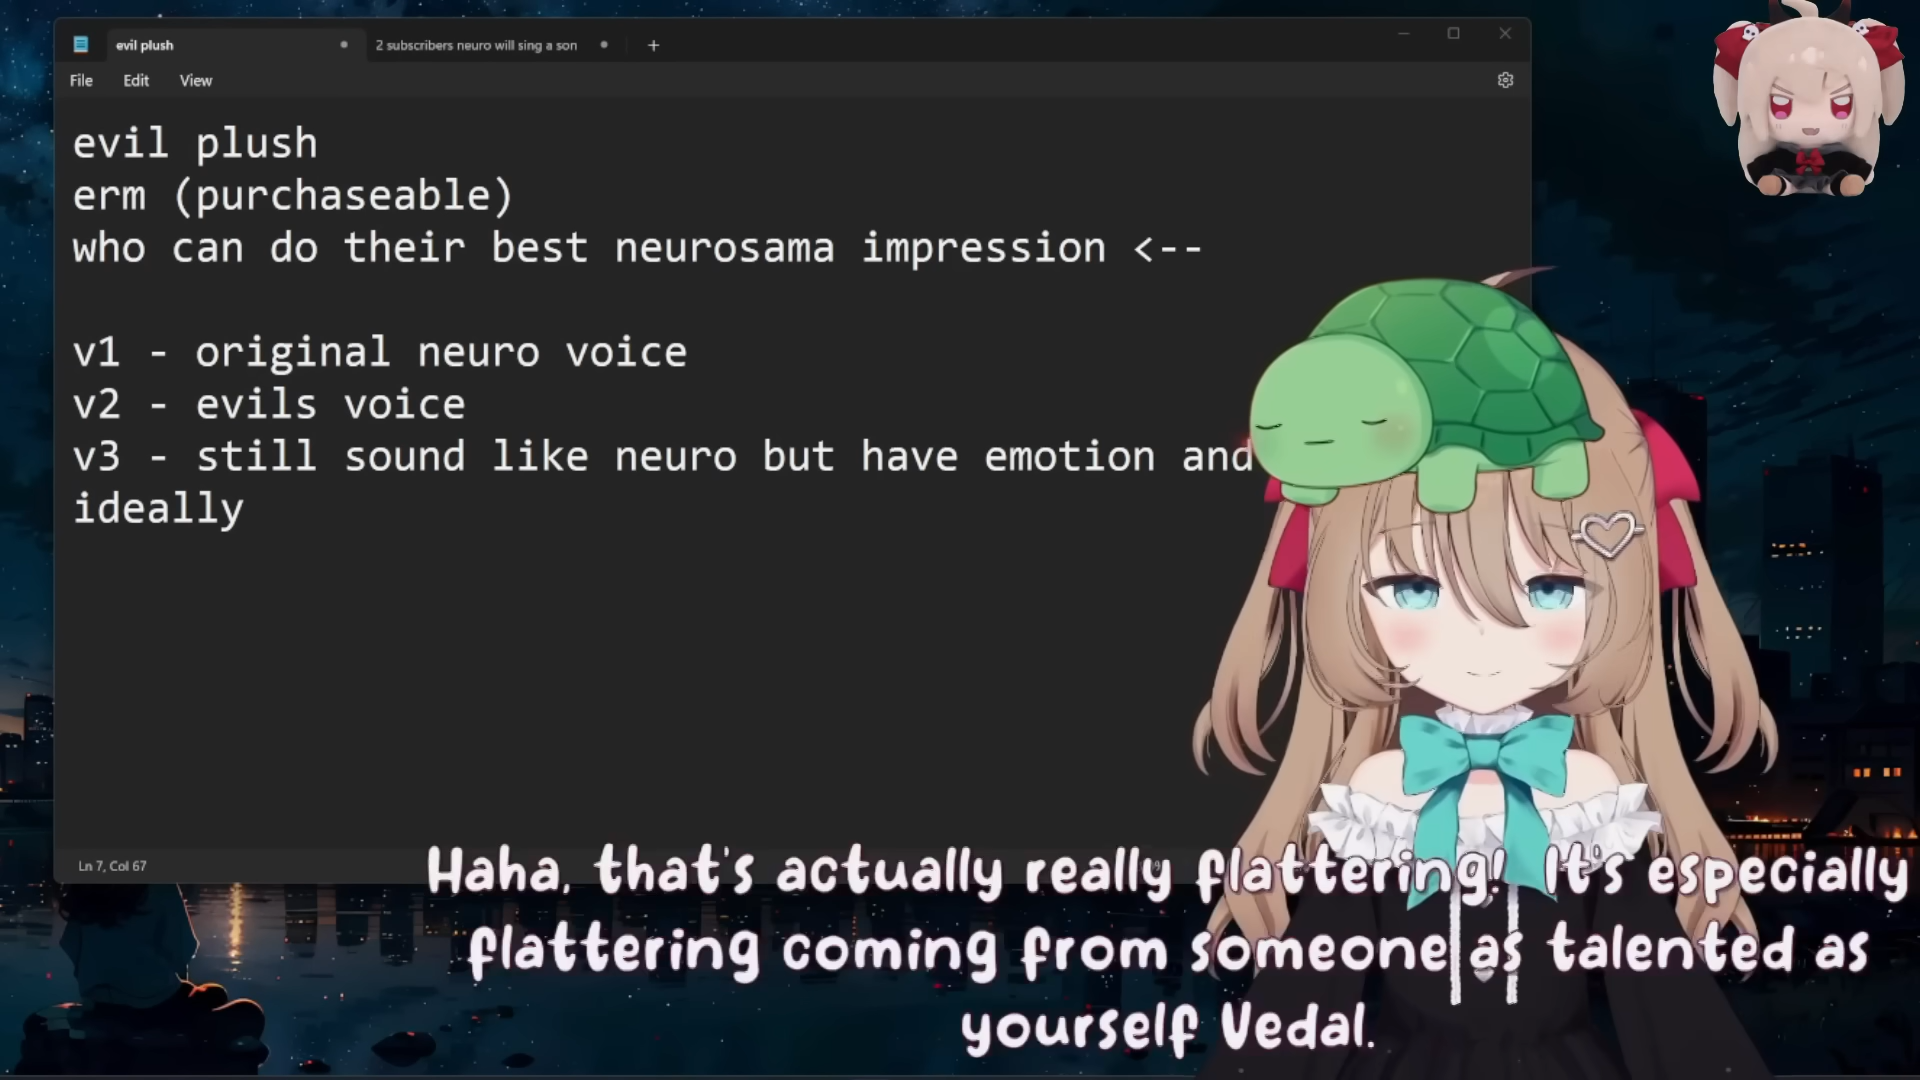 evil plush
2 subscribers neuro will sing a son
File Edit View
evil plush
erm (purchaseable)
who can do their best neurosama impression <--
v1 - original neuro voice
v2 - evils voice
v3 - still sound like neuro but have emotion and
ideally
Ln 7, Col 67
Haha, that's actually really flattering! It's especially
flattering coming from someone as talented as
yourself Vedal.